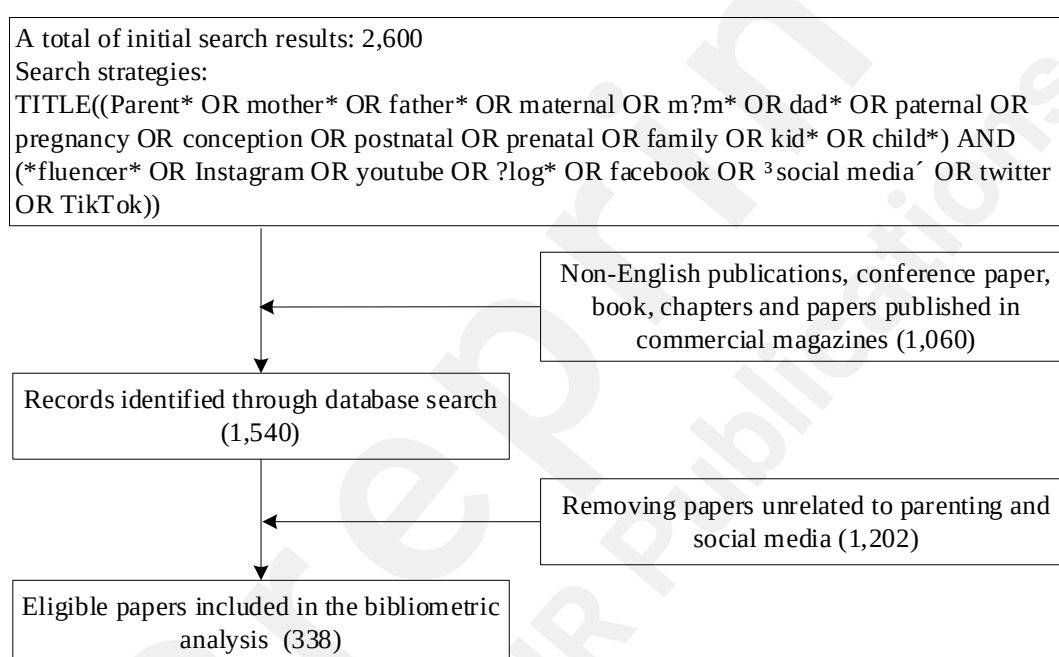 A total of initial search results: 2,600
Search strategies:
TITLE((Parent* OR mother* OR father* OR maternal OR m?m* OR dad* OR paternal OR
pregnancy OR conception OR postnatal OR prenatal OR family OR kid* OR child*) AND
(*fluencer* OR Instagram OR youtube OR ?log* OR facebook OR ³social media´ OR twitter
OR TikTok))
Non-English publications, conference paper,
book, chapters and papers published in
commercial magazines (1,060)
Records identified through database search
(1,540)
Removing papers unrelated to parenting and
social media (1,202)
Eligible papers included in the bibliometric
analysis (338)
reprin
R Publications